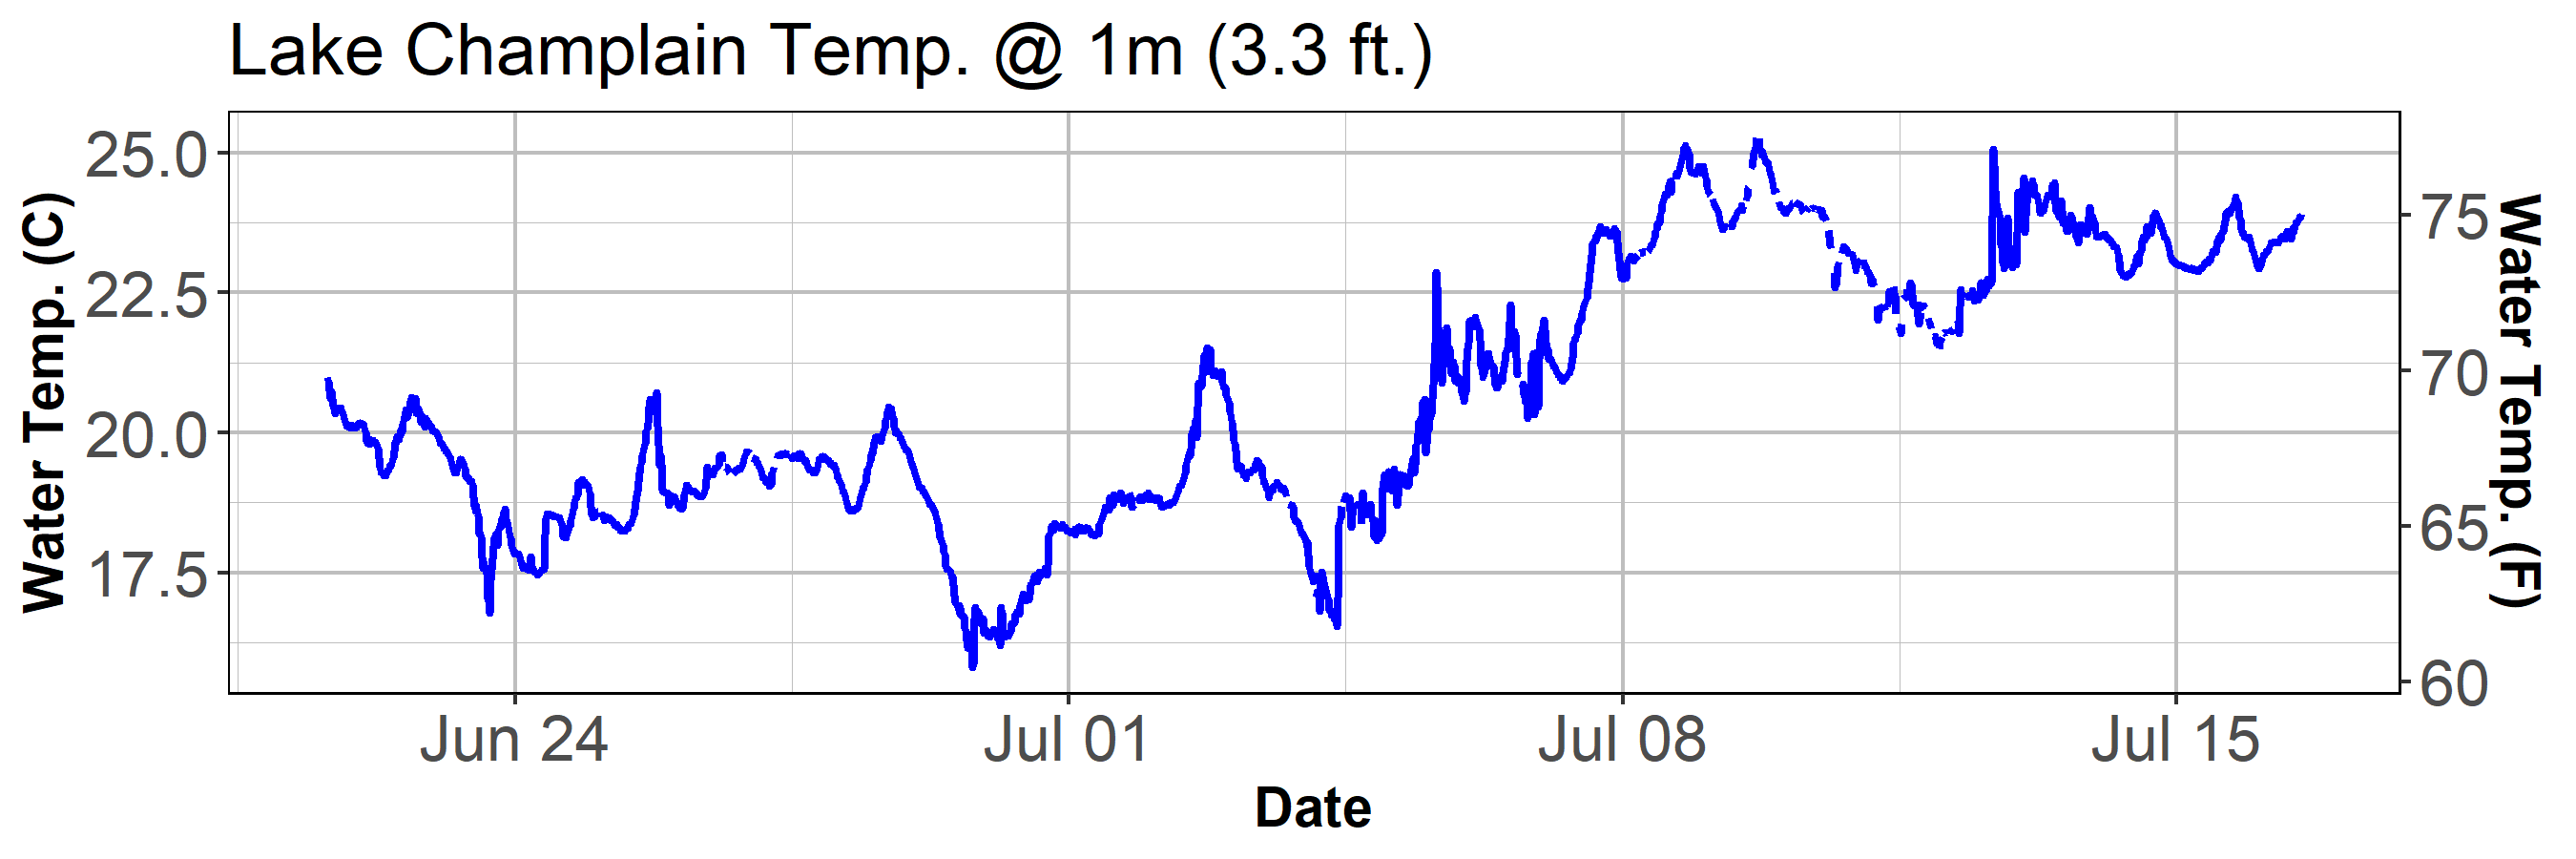 Lake Champlain Temp. @ 1m (3.3 ft.)
Water Temp. (C)
25.0
22.5
20.0
17.5
75
70
65
60
Water Temp. (F)
Jun 24 Jul 01 Jul 08 Jul 15
Date